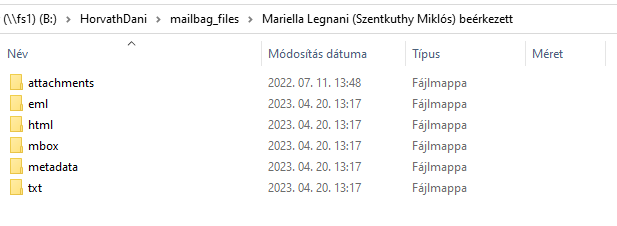 (\\fs1) (B:) > HorvathDani > mailbag_files > Mariella Legnani (Szentkuthy Miklós) beérkezett
Név Módosítás dátuma Típus Méret
attachments 2022. 07. 11. 13:48 Fájlmappa
eml 2023. 04. 20. 13:17 Fájlmappa
html 2023. 04. 20. 13:17 Fájlmappa
mbox 2023. 04. 20. 13:17 Fájlmappa
metadata 2023. 04. 20. 13:17 Fájlmappa
txt 2023. 04. 20. 13:17 Fájlmappa